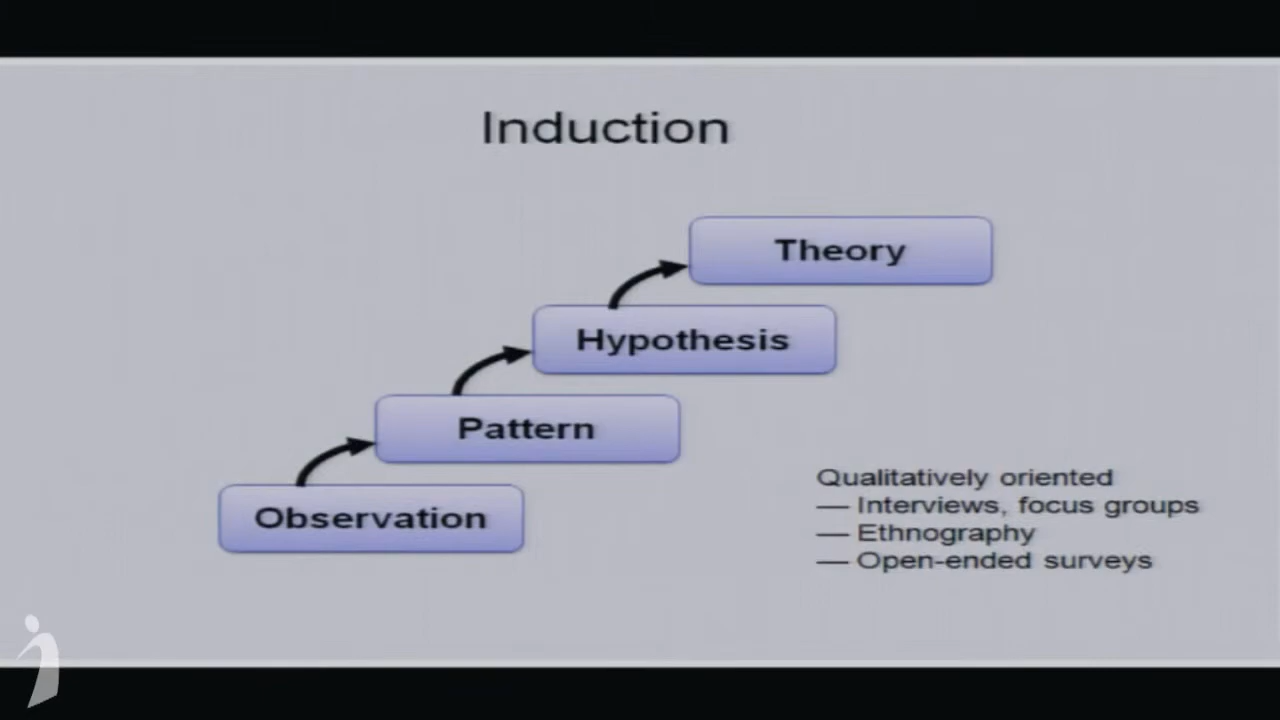 Induction
Theory
Hypothesis
Pattern
Observation
Qualitatively oriented
— Interviews, focus groups
— Ethnography
— Open-ended surveys